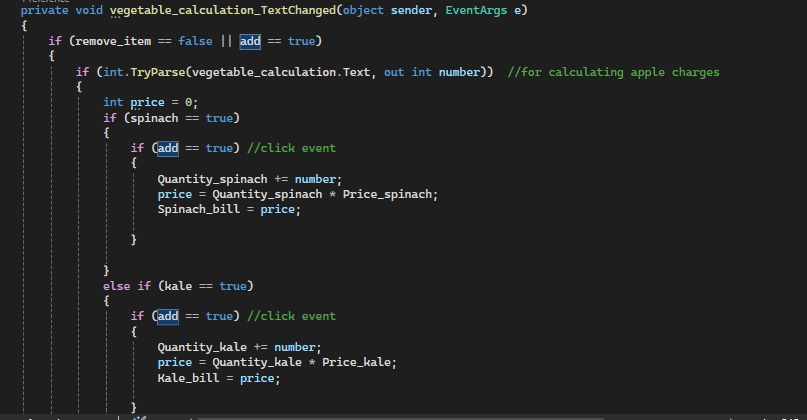 private void vegetable_calculation_TextChanged(object sender, EventArgs e)
{
if (remove_item == false || add == true)
{
if (int.TryParse(vegetable_calculation.Text, out int number)) //for calculating apple charges
{
int price = 0;
if (spinach == true)
{
if (add == true) //click event
{
Quantity_spinach += number;
price = Quantity_spinach * Price_spinach;
Spinach_bill = price;
}
}
else if (kale == true)
{
if (add == true) //click event
{
Quantity_kale += number;
price = Quantity_kale * Price_kale;
Kale_bill = price;
}